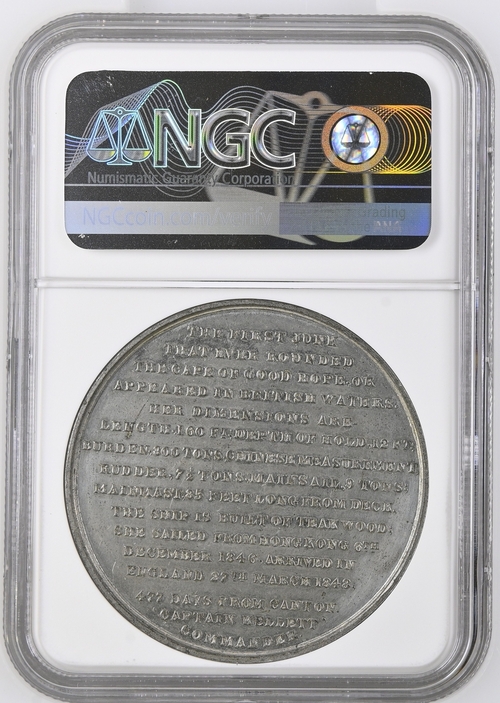 NGC
Numismatic Guaranty Corporation
THE FIRST JUNK
THAT EVER ROUNDED
THE CAPE OF GOOD HOPE, OR
APPEARED IN BRITISH WATERS.
HER DIMENSIONS ARE-
LENGTH, 160 FT. DEPTH OF HOLD, 12 FT.
BURDEN, 800 TONS, CHINESE MEASUREMENT
RUDDER, 7½ TONS.
MAINMAST, 85 FEET LONG, FROM DECK.
THE SHIP IS BUILT OF TEAK WOOD.
SHE SAILED FROM HONG KONG 6TH
DECEMBER 1846. ARRIVED IN
ENGLAND 27TH MARCH 1848.
477 DAYS FROM CANTON.
CAPTAIN KELLETT
COMMANDER